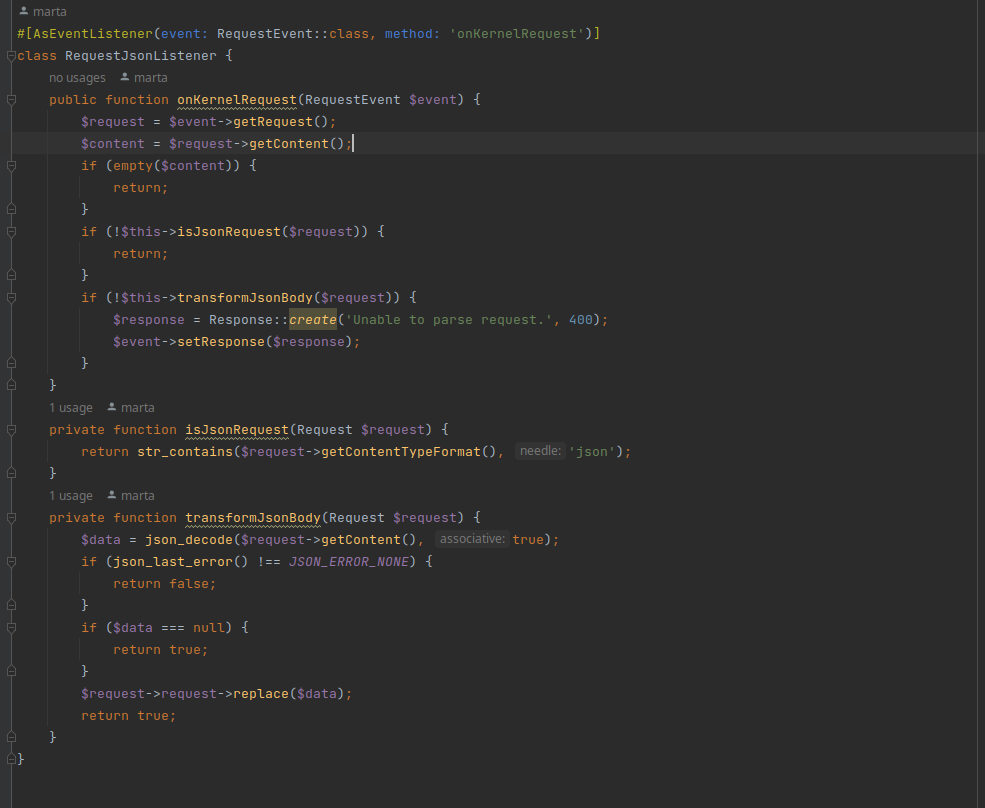 marta
#[AsEventListener(event: RequestEvent::class, method: 'onKernelRequest')]
class RequestJsonListener {
no usages marta
public function onKernelRequest(RequestEvent $event) {
$request = $event->getRequest();
$content = $request->getContent();
if (empty($content)) {
return;
}
if (!$this->isJsonRequest($request)) {
return;
}
if (!$this->transformJsonBody($request)) {
$response = Response::create('Unable to parse request.', 400);
$event->setResponse($response);
}
}
1 usage marta
private function isJsonRequest(Request $request) {
return str_contains($request->getContentTypeFormat(), needle: 'json');
}
1 usage marta
private function transformJsonBody(Request $request) {
$data = json_decode($request->getContent(), associative: true);
if (json_last_error() !== JSON_ERROR_NONE) {
return false;
}
if ($data === null) {
return true;
}
$request->request->replace($data);
return true;
}
}